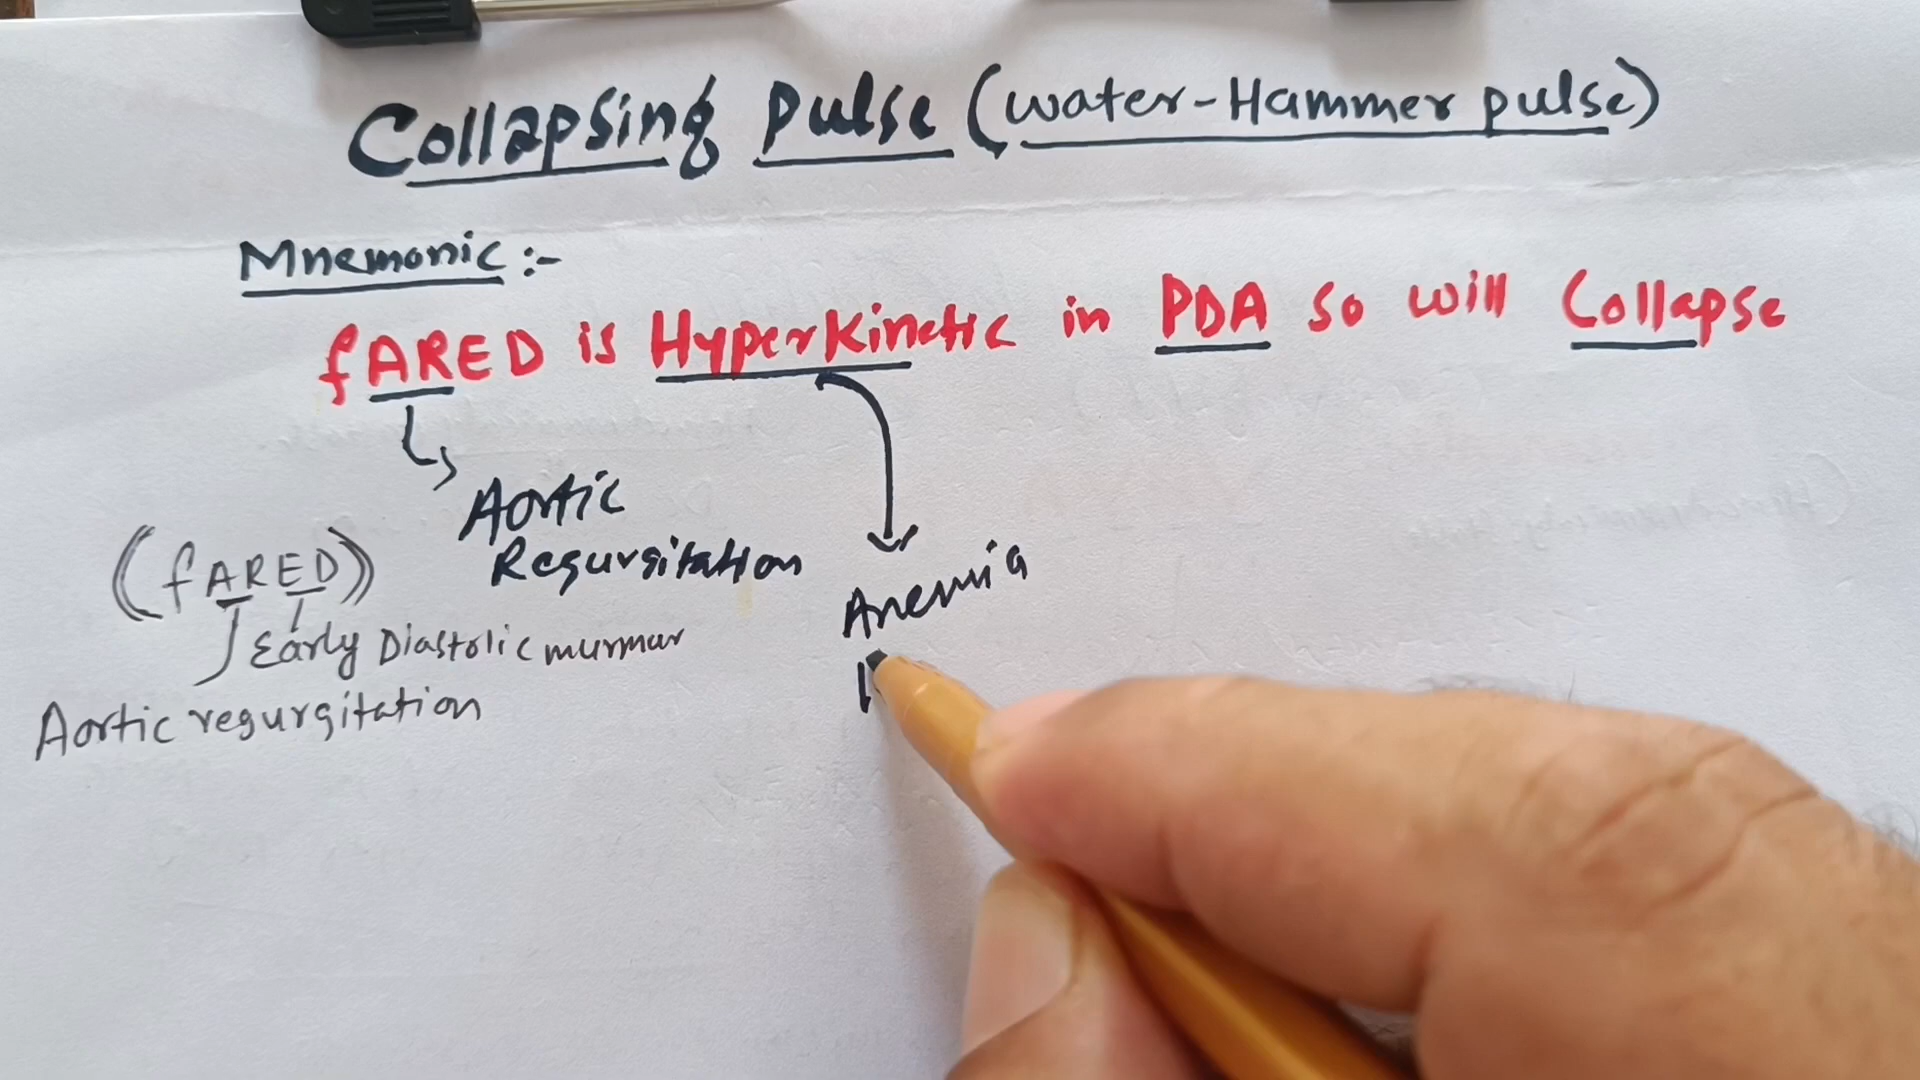 Collapsing Pulse (water-Hammer pulse)
Mnemonic :-
fARED is HyperKinetic in PDA so will Collapse
Aortic
Regurgitation
(fARED)
Early Diastolic murmur
Aortic regurgitation
Anemia